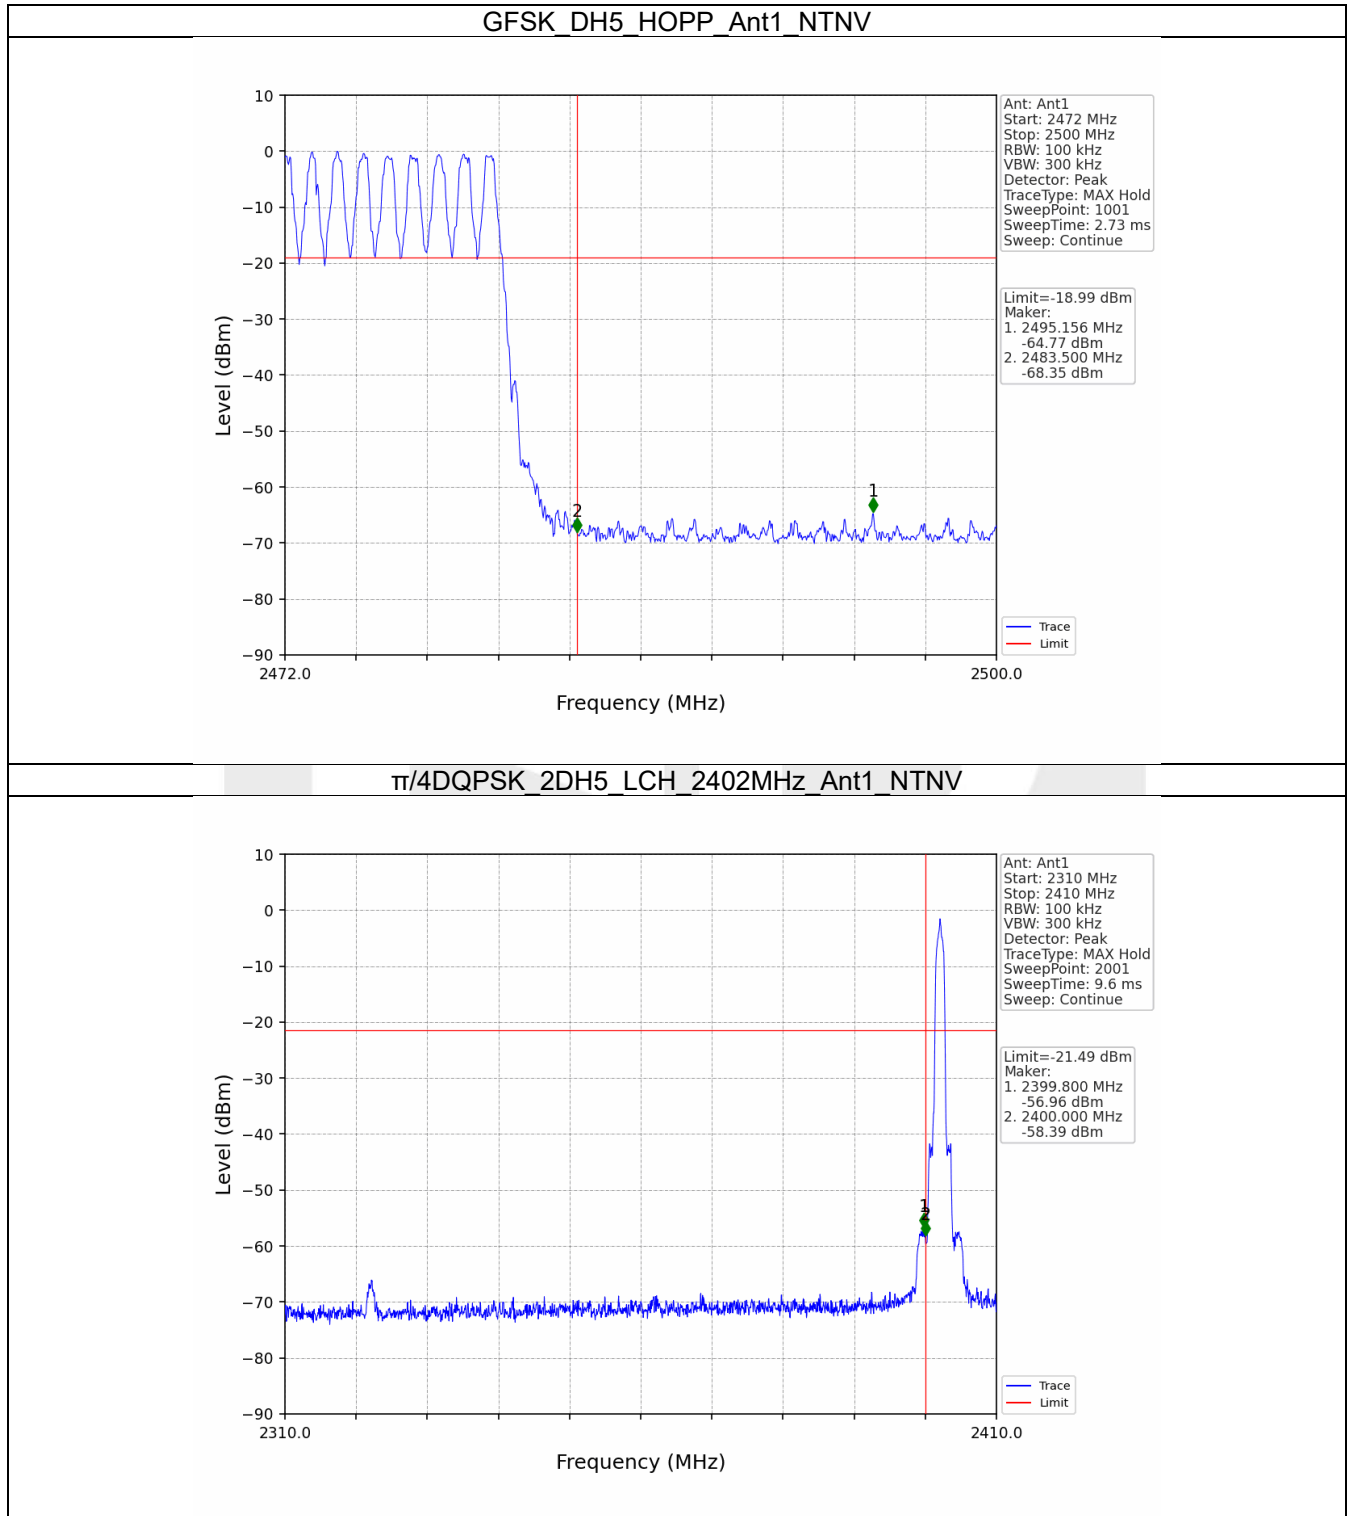 GFSK_DH5_HOPP_Ant1_NTNV
10
0
−10
−20
−30
−40
−50
−60
−70
−80
−90
Level (dBm)
2472.0
2500.0
Frequency (MHz)
1
2
Ant: Ant1
Start: 2472 MHz
Stop: 2500 MHz
RBW: 100 kHz
VBW: 300 kHz
Detector: Peak
TraceType: MAX Hold
SweepPoint: 1001
SweepTime: 2.73 ms
Sweep: Continue
Limit=-18.99 dBm
Maker:
1. 2495.156 MHz
-64.77 dBm
2. 2483.500 MHz
-68.35 dBm
Trace
Limit
π/4DQPSK_2DH5_LCH_2402MHz_Ant1_NTNV
10
0
−10
−20
−30
−40
−50
−60
−70
−80
−90
Level (dBm)
2310.0
2410.0
Frequency (MHz)
1
2
Ant: Ant1
Start: 2310 MHz
Stop: 2410 MHz
RBW: 100 kHz
VBW: 300 kHz
Detector: Peak
TraceType: MAX Hold
SweepPoint: 2001
SweepTime: 9.6 ms
Sweep: Continue
Limit=-21.49 dBm
Maker:
1. 2399.800 MHz
-56.96 dBm
2. 2400.000 MHz
-58.39 dBm
Trace
Limit